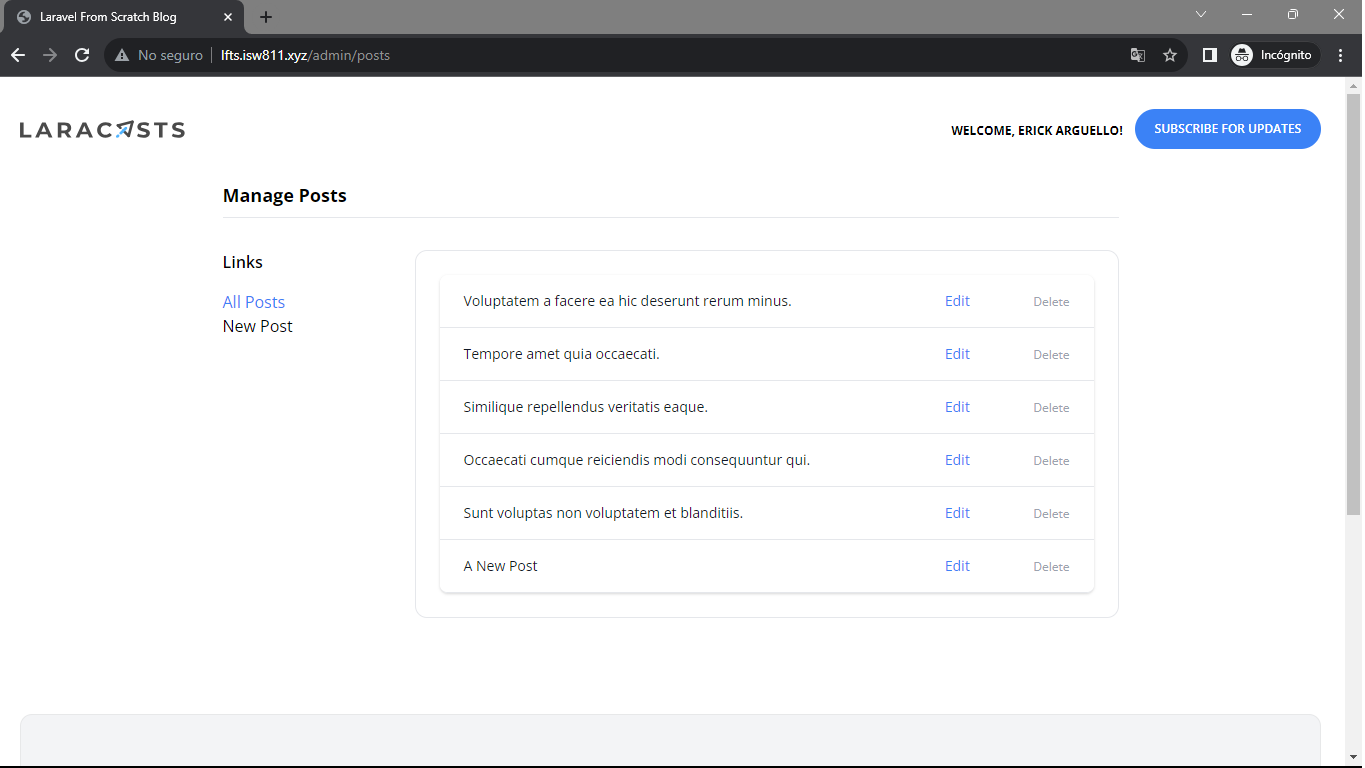 Laravel From Scratch Blog
No seguro lfts.isw811.xyz/admin/posts Incógnito
LARACASTS WELCOME, ERICK ARGUELLO! SUBSCRIBE FOR UPDATES
Manage Posts
Links
All Posts
New Post
Voluptatem a facere ea hic deserunt rerum minus. Edit Delete
Tempore amet quia occaecati. Edit Delete
Similique repellendus veritatis eaque. Edit Delete
Occaecati cumque reiciendis modi consequuntur qui. Edit Delete
Sunt voluptas non voluptatem et blanditiis. Edit Delete
A New Post Edit Delete